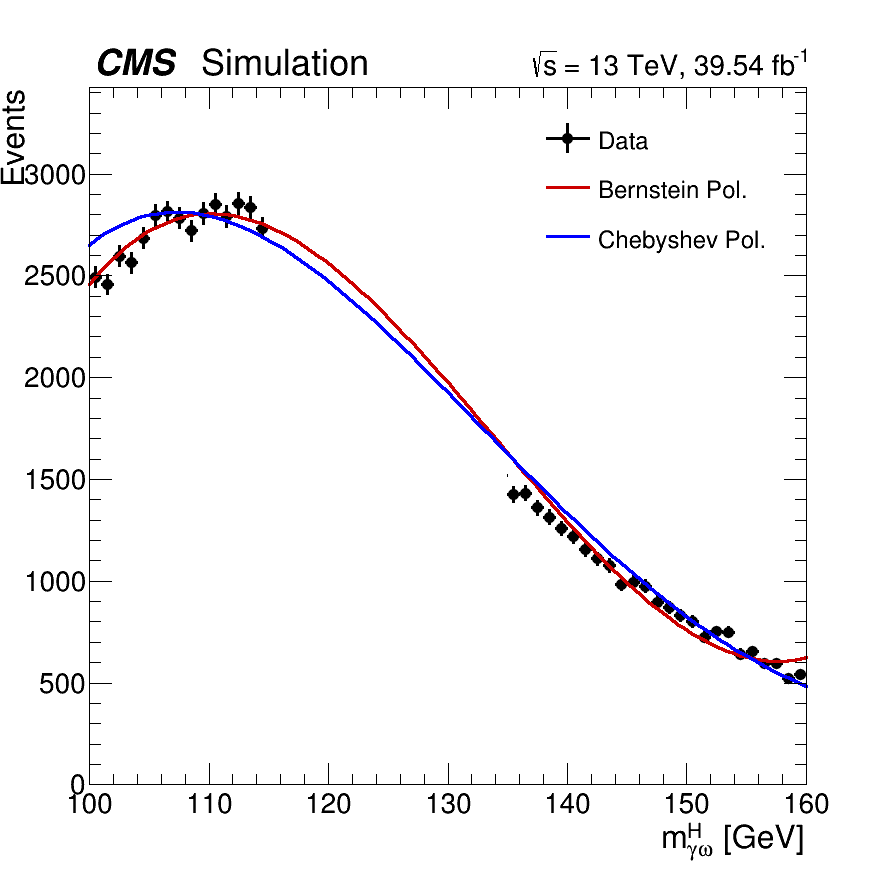 CMS Simulation
√s = 13 TeV, 39.54 fb⁻¹
Events
Data
Bernstein Pol.
Chebyshev Pol.
3000
2500
2000
1500
1000
500
0
100 110 120 130 140 150 160
m^H_γω [GeV]